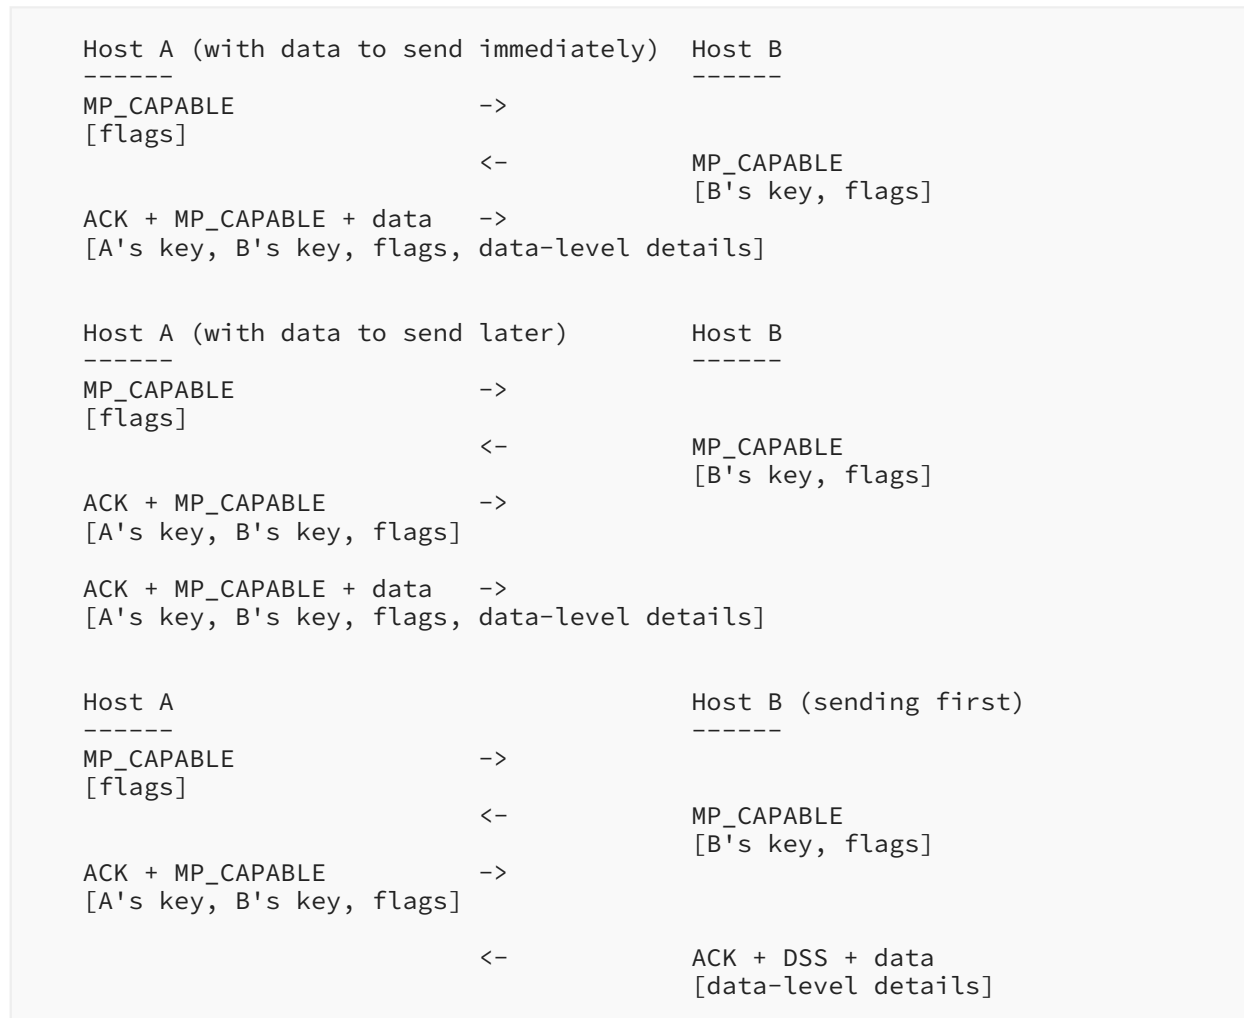 Host A (with data to send immediately)  Host B
------                                  ------
MP_CAPABLE                ->
[flags]
                          <-            MP_CAPABLE
                                        [B's key, flags]
ACK + MP_CAPABLE + data   ->
[A's key, B's key, flags, data-level details]

Host A (with data to send later)        Host B
------                                  ------
MP_CAPABLE                ->
[flags]
                          <-            MP_CAPABLE
                                        [B's key, flags]
ACK + MP_CAPABLE          ->
[A's key, B's key, flags]

ACK + MP_CAPABLE + data   ->
[A's key, B's key, flags, data-level details]

Host A                                  Host B (sending first)
------                                  ------
MP_CAPABLE                ->
[flags]
                          <-            MP_CAPABLE
                                        [B's key, flags]
ACK + MP_CAPABLE          ->
[A's key, B's key, flags]

                          <-            ACK + DSS + data
                                        [data-level details]